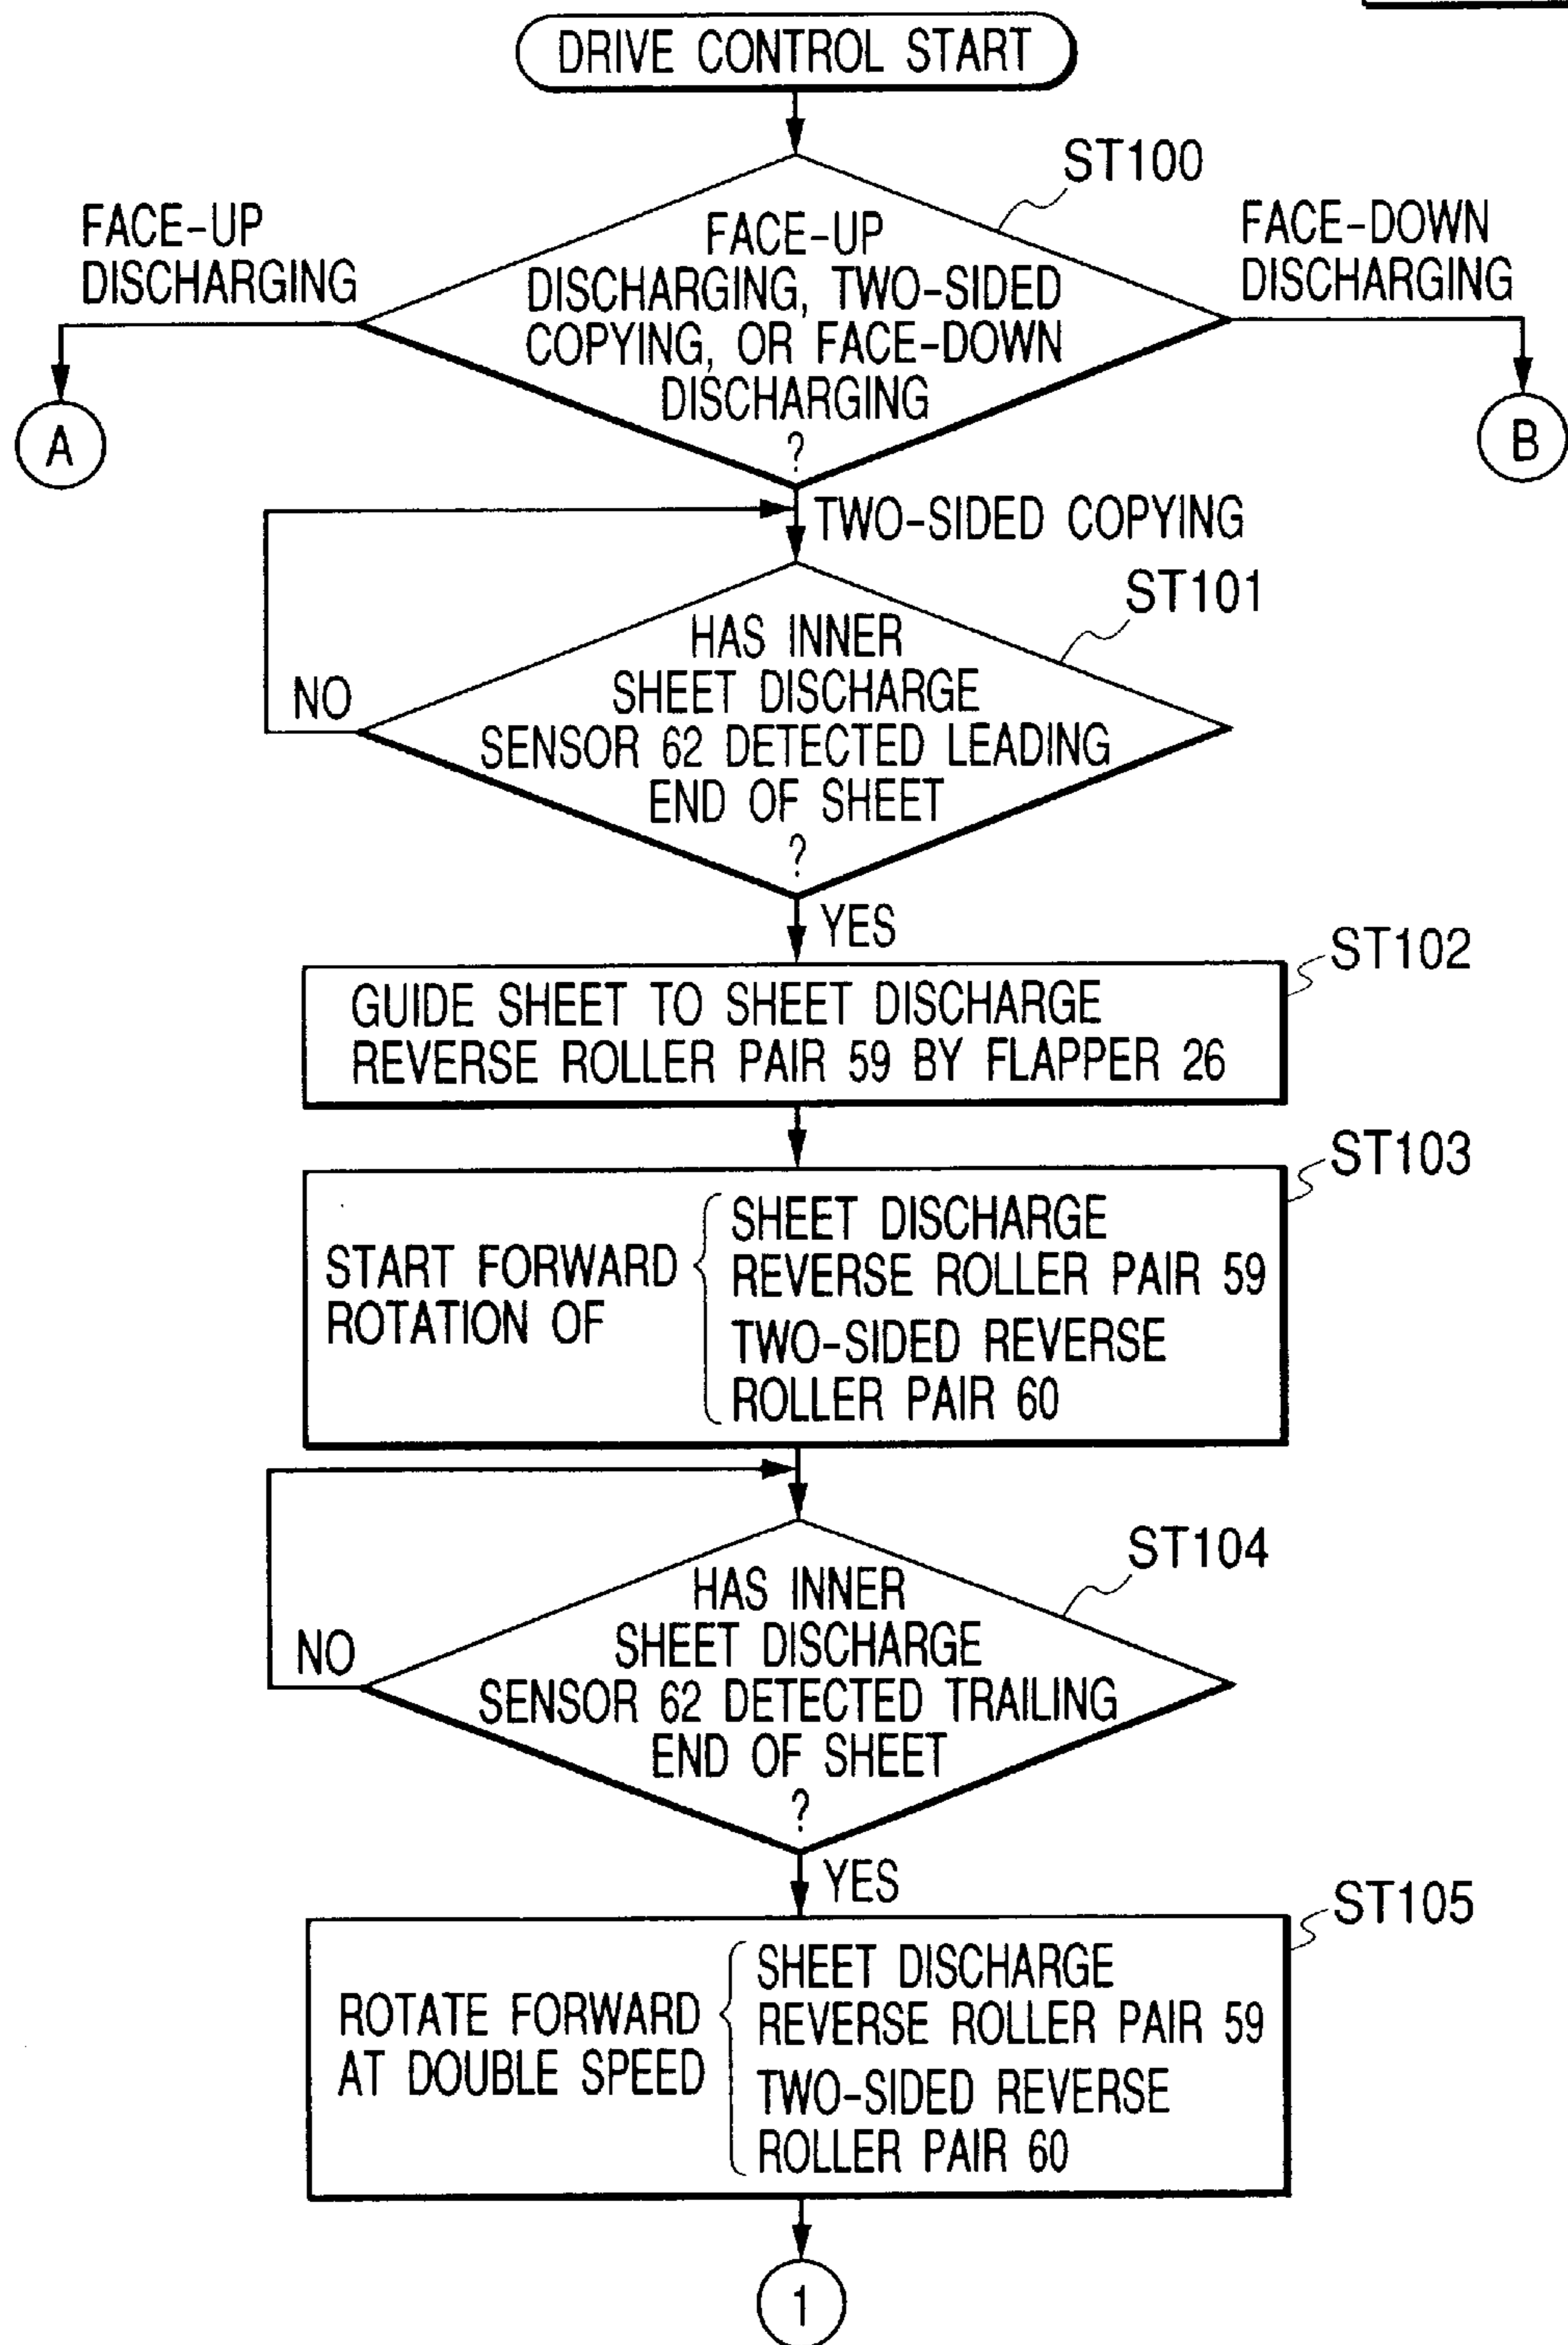 DRIVE CONTROL START
ST100
FACE-UP
DISCHARGING
FACE-UP
DISCHARGING, TWO-SIDED
COPYING, OR FACE-DOWN
DISCHARGING
?
FACE-DOWN
DISCHARGING
A
B
TWO-SIDED COPYING
ST101
HAS INNER
SHEET DISCHARGE
SENSOR 62 DETECTED LEADING
END OF SHEET
?
NO
YES
ST102
GUIDE SHEET TO SHEET DISCHARGE
REVERSE ROLLER PAIR 59 BY FLAPPER 26
ST103
START FORWARD
ROTATION OF
SHEET DISCHARGE
REVERSE ROLLER PAIR 59
TWO-SIDED REVERSE
ROLLER PAIR 60
ST104
HAS INNER
SHEET DISCHARGE
SENSOR 62 DETECTED TRAILING
END OF SHEET
?
NO
YES
ST105
ROTATE FORWARD
AT DOUBLE SPEED
SHEET DISCHARGE
REVERSE ROLLER PAIR 59
TWO-SIDED REVERSE
ROLLER PAIR 60
1